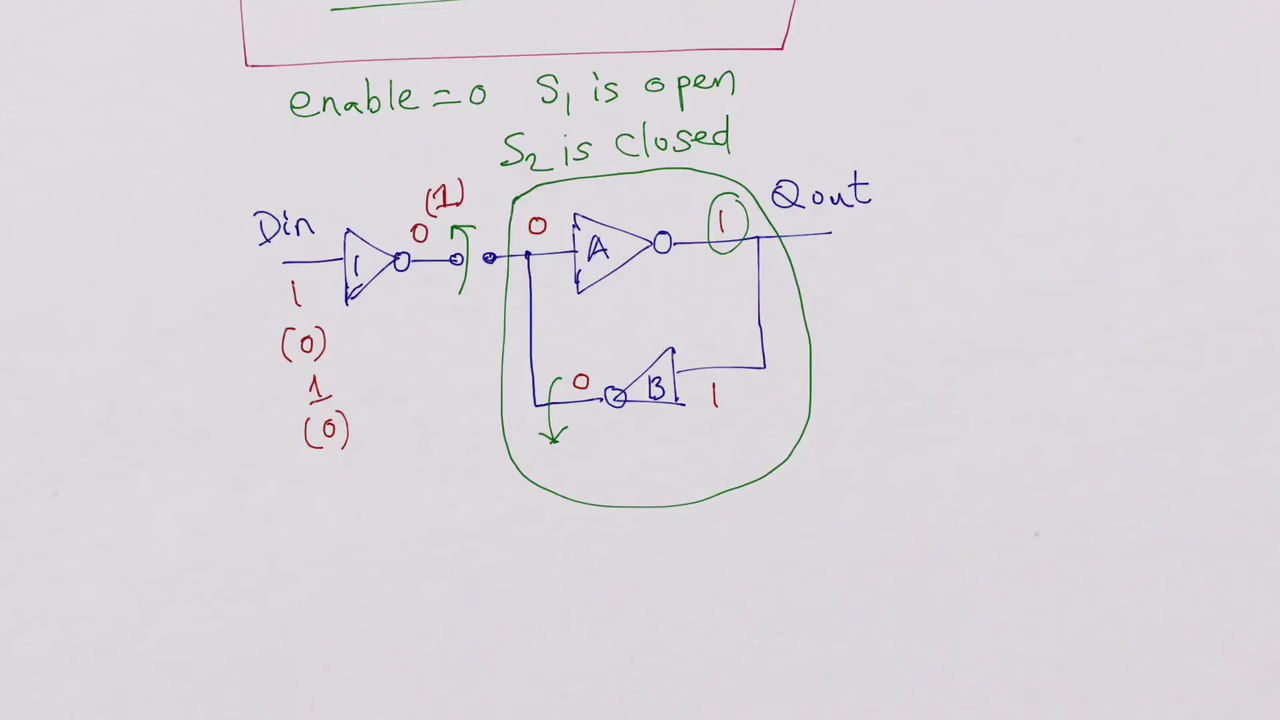 enable = 0 S1 is open
S2 is closed
Din
1
(0)
1
(0)
1
0
(1)
0
A
1
Qout
0
B
1